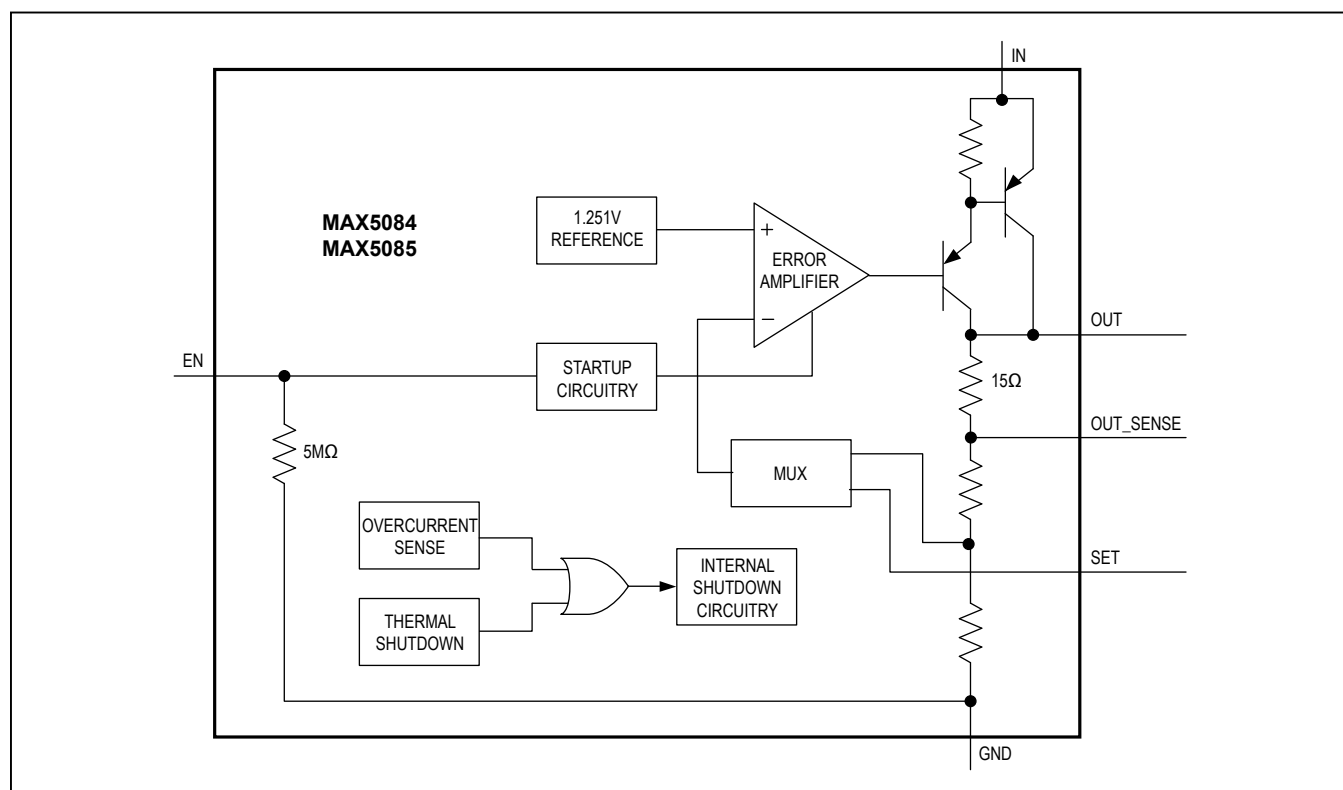 IN
MAX5084
MAX5085
1.251V
REFERENCE
+
ERROR
AMPLIFIER
−
OUT
EN
STARTUP
CIRCUITRY
15Ω
OUT_SENSE
5MΩ
MUX
OVERCURRENT
SENSE
INTERNAL
SHUTDOWN
CIRCUITRY
SET
THERMAL
SHUTDOWN
GND